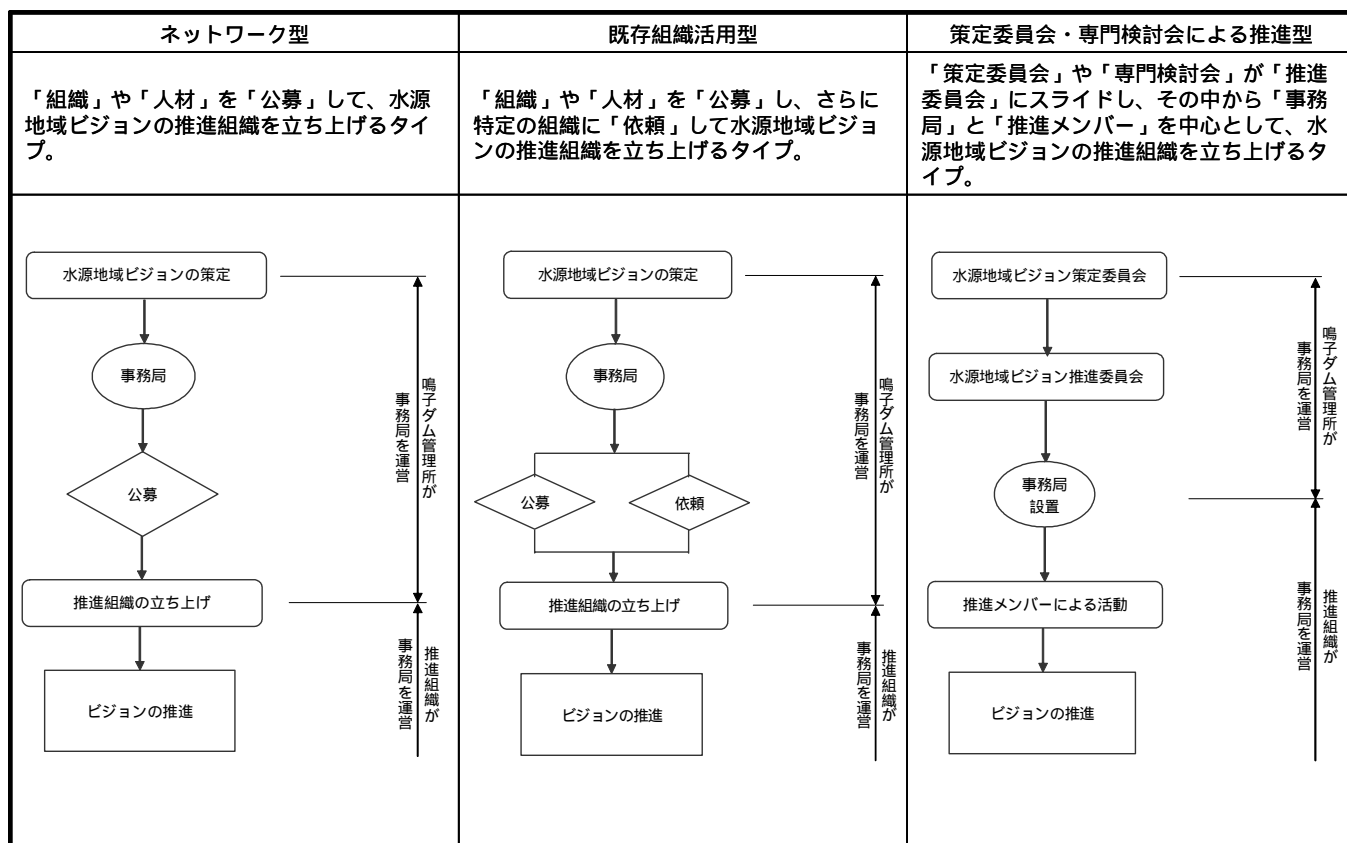 ネットワーク型
「組織」や「人材」を「公募」して、水源
地域ビジョンの推進組織を立ち上げるタイ
プ。
水源地域ビジョンの策定
事務局
公募
推進組織の立ち上げ
ビジョンの推進
鳴子ダム管理所が
事務局を運営
推進組織が
事務局を運営
既存組織活用型
「組織」や「人材」を「公募」し、さらに
特定の組織に「依頼」して水源地域ビジョ
ンの推進組織を立ち上げるタイプ。
水源地域ビジョンの策定
事務局
公募
依頼
推進組織の立ち上げ
ビジョンの推進
鳴子ダム管理所が
事務局を運営
推進組織が
事務局を運営
策定委員会・専門検討会による推進型
「策定委員会」や「専門検討会」が「推進
委員会」にスライドし、その中から「事務
局」と「推進メンバー」を中心として、水
源地域ビジョンの推進組織を立ち上げるタ
イプ。
水源地域ビジョン策定委員会
水源地域ビジョン推進委員会
事務局
設置
推進メンバーによる活動
ビジョンの推進
鳴子ダム管理所が
事務局を運営
推進組織が
事務局を運営